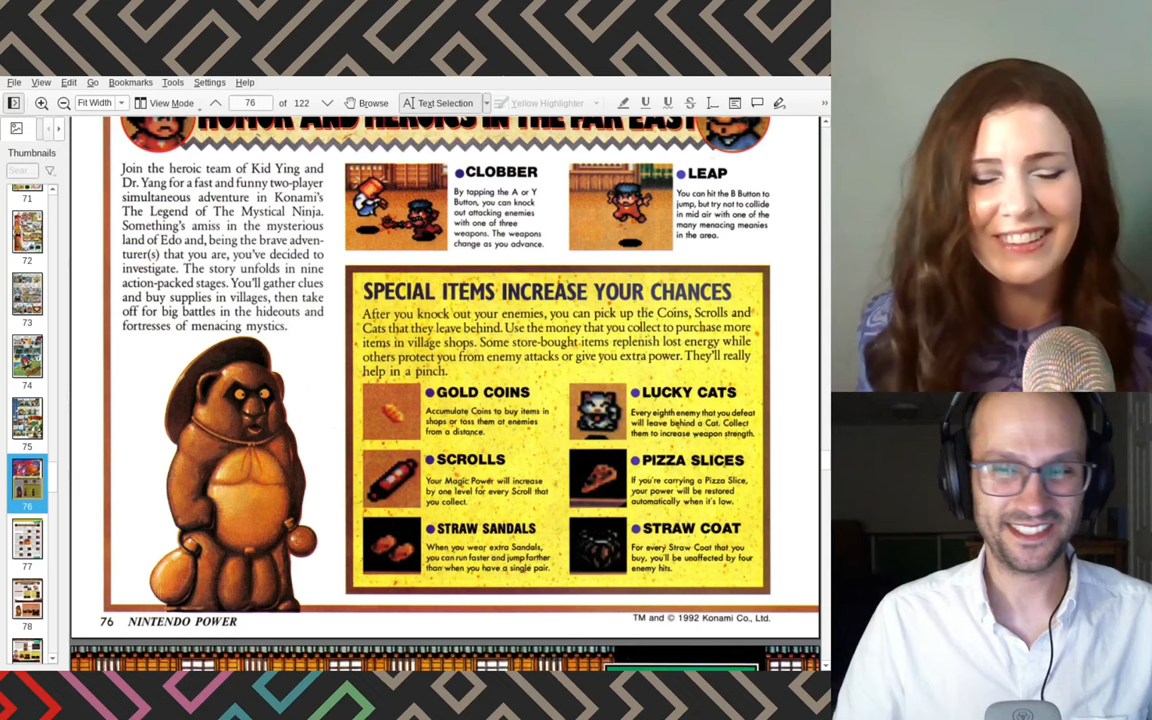 File View Edit Go Bookmarks Tools Settings Help
Fit Width View Mode 76 of 122 Browse Text Selection Yellow Highlighter
Thumbnails
Sear...
71
72
73
74
75
76
77
78
HUMOR AND HEROICS IN THE FAR EAST
Join the heroic team of Kid Ying and
Dr. Yang for a fast and funny two-player
simultaneous adventure in Konami's
The Legend of The Mystical Ninja.
Something's amiss in the mysterious
land of Edo and, being the brave adven-
turer(s) that you are, you've decided to
investigate. The story unfolds in nine
action-packed stages. You'll gather clues
and buy supplies in villages, then take
off for big battles in the hideouts and
fortresses of menacing mystics.
CLOBBER
By tapping the A or Y
Button, you can knock
out attacking enemies
with one of three
weapons. The weapons
change as you advance.
LEAP
You can hit the B Button to
jump, but try not to collide
in mid air with one of the
many menacing meanies
in the area.
SPECIAL ITEMS INCREASE YOUR CHANCES
After you knock out your enemies, you can pick up the Coins, Scrolls and
Cats that they leave behind. Use the money that you collect to purchase more
items in village shops. Some store-bought items replenish lost energy while
others protect you from enemy attacks or give you extra power. They'll really
help in a pinch.
GOLD COINS
Accumulate Coins to buy items in
shops or toss them at enemies
from a distance.
LUCKY CATS
Every eighth enemy that you defeat
will leave behind a Cat. Collect
them to increase weapon strength.
SCROLLS
Your Magic Power will increase
by one level for every Scroll that
you collect.
PIZZA SLICES
If you're carrying a Pizza Slice,
your power will be restored
automatically when it's low.
STRAW SANDALS
When you wear extra Sandals,
you can run faster and jump farther
than when you have a single pair.
STRAW COAT
For every Straw Coat that you
buy, you'll be unaffected by four
enemy hits.
76 NINTENDO POWER
TM and © 1992 Konami Co., Ltd.